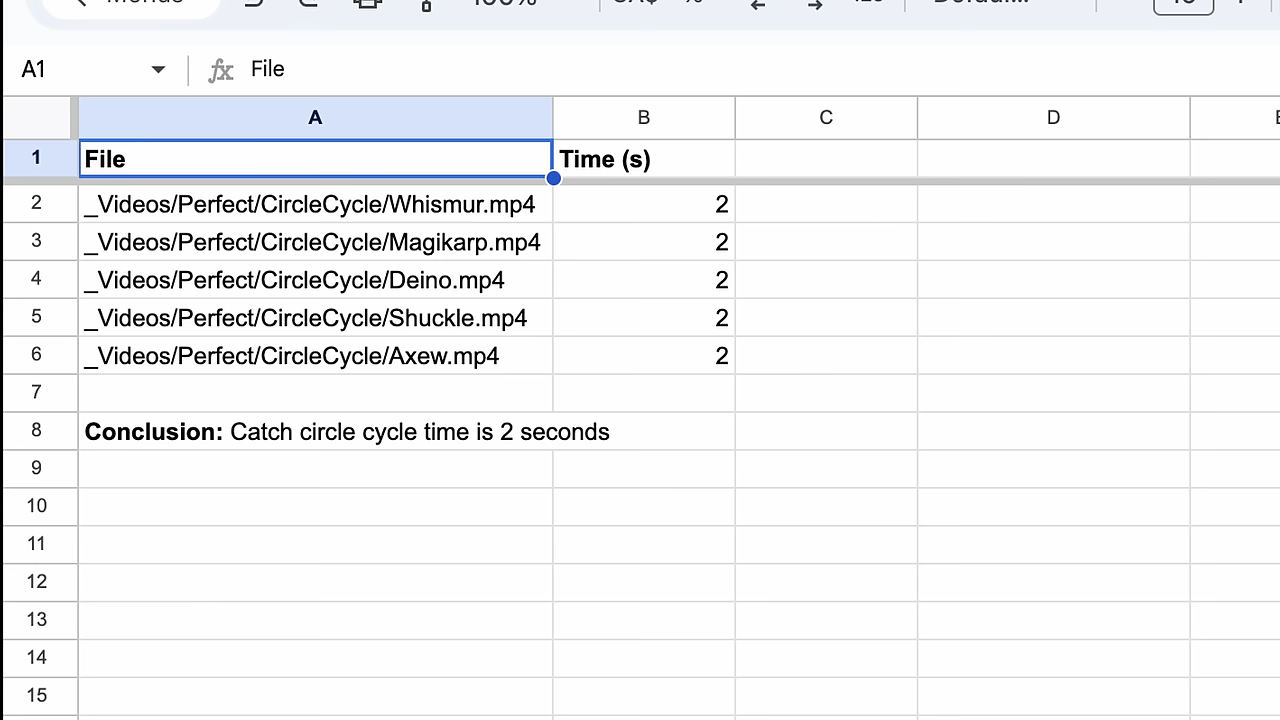 A1 File
A B C D
1 File Time (s)
2 _Videos/Perfect/CircleCycle/Whismur.mp4 2
3 _Videos/Perfect/CircleCycle/Magikarp.mp4 2
4 _Videos/Perfect/CircleCycle/Deino.mp4 2
5 _Videos/Perfect/CircleCycle/Shuckle.mp4 2
6 _Videos/Perfect/CircleCycle/Axew.mp4 2
7
8 Conclusion: Catch circle cycle time is 2 seconds
9
10
11
12
13
14
15